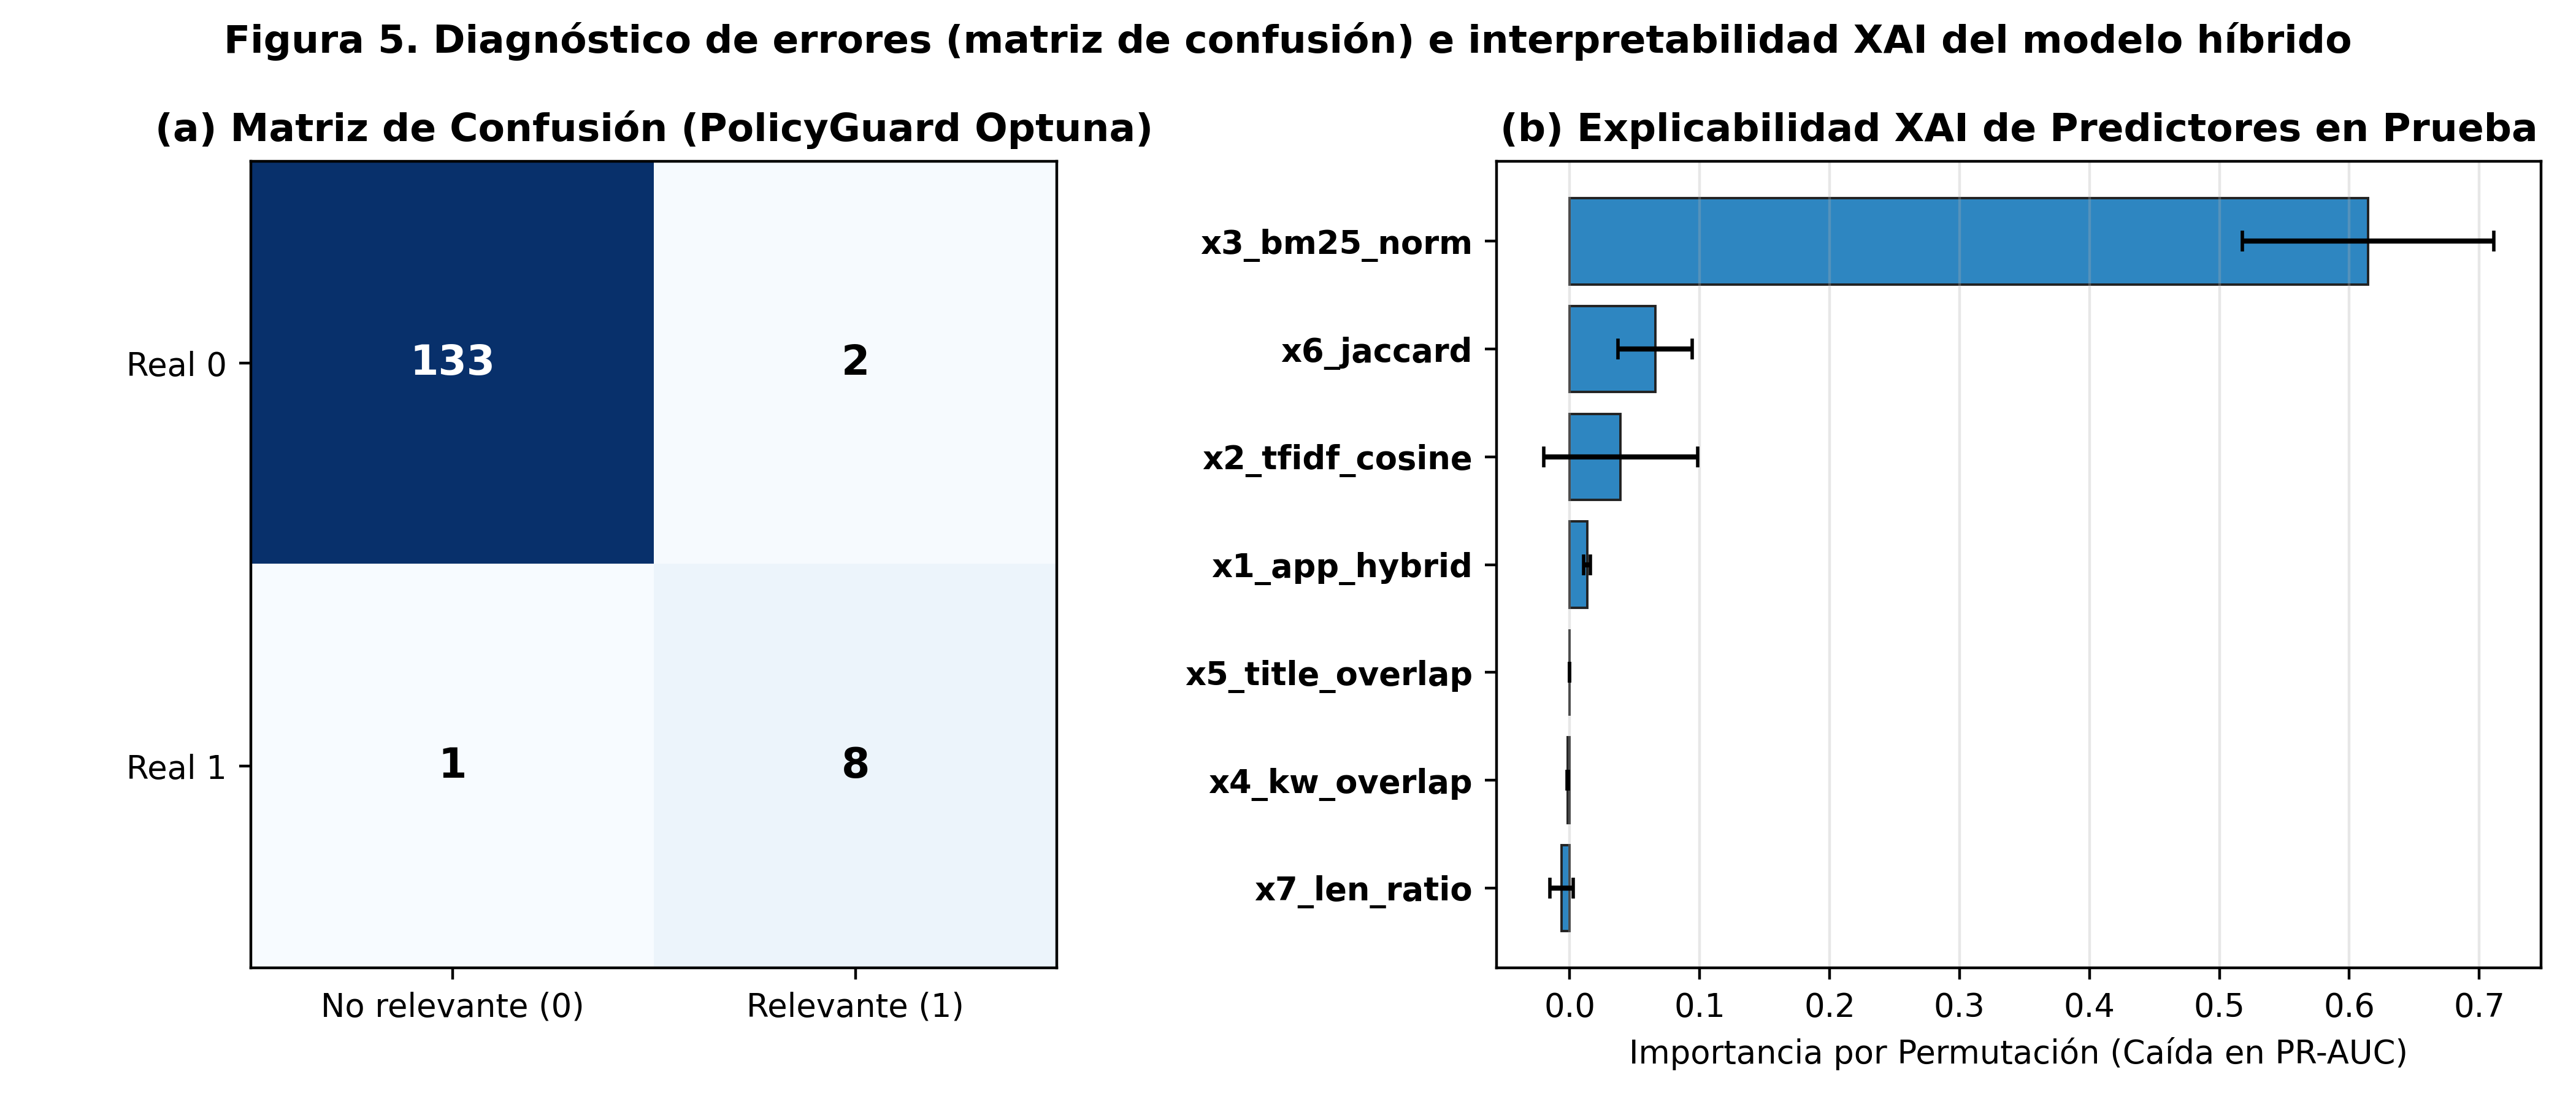 Figura 5. Diagnóstico de errores (matriz de confusión) e interpretabilidad XAI del modelo híbrido
(a) Matriz de Confusión (PolicyGuard Optuna)
Real 0
133
2
Real 1
1
8
No relevante (0)
Relevante (1)
(b) Explicabilidad XAI de Predictores en Prueba
x3_bm25_norm
x6_jaccard
x2_tfidf_cosine
x1_app_hybrid
x5_title_overlap
x4_kw_overlap
x7_len_ratio
0.0 0.1 0.2 0.3 0.4 0.5 0.6 0.7
Importancia por Permutación (Caída en PR-AUC)